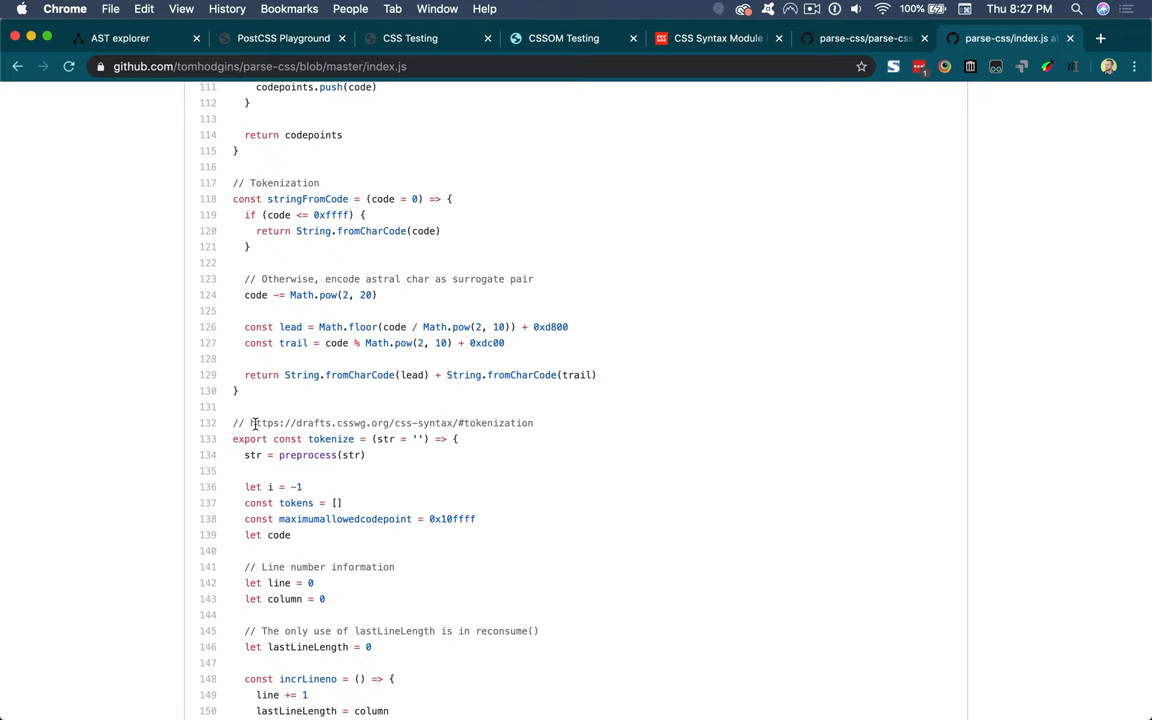 Chrome File Edit View History Bookmarks People Tab Window Help 100% Thu 8:27 PM
AST explorer × PostCSS Playground × CSS Testing × CSSOM Testing × CSS CSS Syntax Module × parse-css/parse-css × parse-css/index.js a × +
github.com/tomhodgins/parse-css/blob/master/index.js
111 codepoints.push(code)
112 }
113
114 return codepoints
115 }
116
117 // Tokenization
118 const stringFromCode = (code = 0) => {
119 if (code <= 0xffff) {
120 return String.fromCharCode(code)
121 }
122
123 // Otherwise, encode astral char as surrogate pair
124 code -= Math.pow(2, 20)
125
126 const lead = Math.floor(code / Math.pow(2, 10)) + 0xd800
127 const trail = code % Math.pow(2, 10) + 0xdc00
128
129 return String.fromCharCode(lead) + String.fromCharCode(trail)
130 }
131
132 // https://drafts.csswg.org/css-syntax/#tokenization
133 export const tokenize = (str = '') => {
134 str = preprocess(str)
135
136 let i = -1
137 const tokens = []
138 const maximumallowedcodepoint = 0x10ffff
139 let code
140
141 // Line number information
142 let line = 0
143 let column = 0
144
145 // The only use of lastLineLength is in reconsume()
146 let lastLineLength = 0
147
148 const incrLineno = () => {
149 line += 1
150 lastLineLength = column